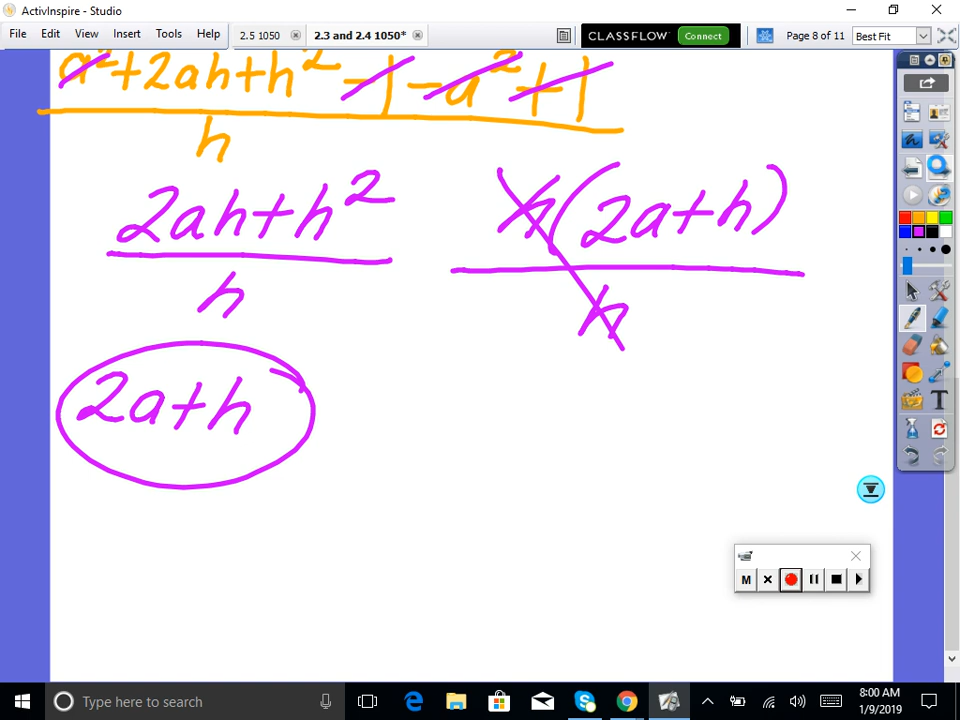 ActivInspire - Studio
File Edit View Insert Tools Help 2.5 1050 2.3 and 2.4 1050* CLASSFLOW Connect Page 8 of 11 Best Fit
a²+2ah+h²-1-a²+1
h
2ah+h²
h
h(2a+h)
h
2a+h
M
T
Type here to search
8:00 AM
1/9/2019